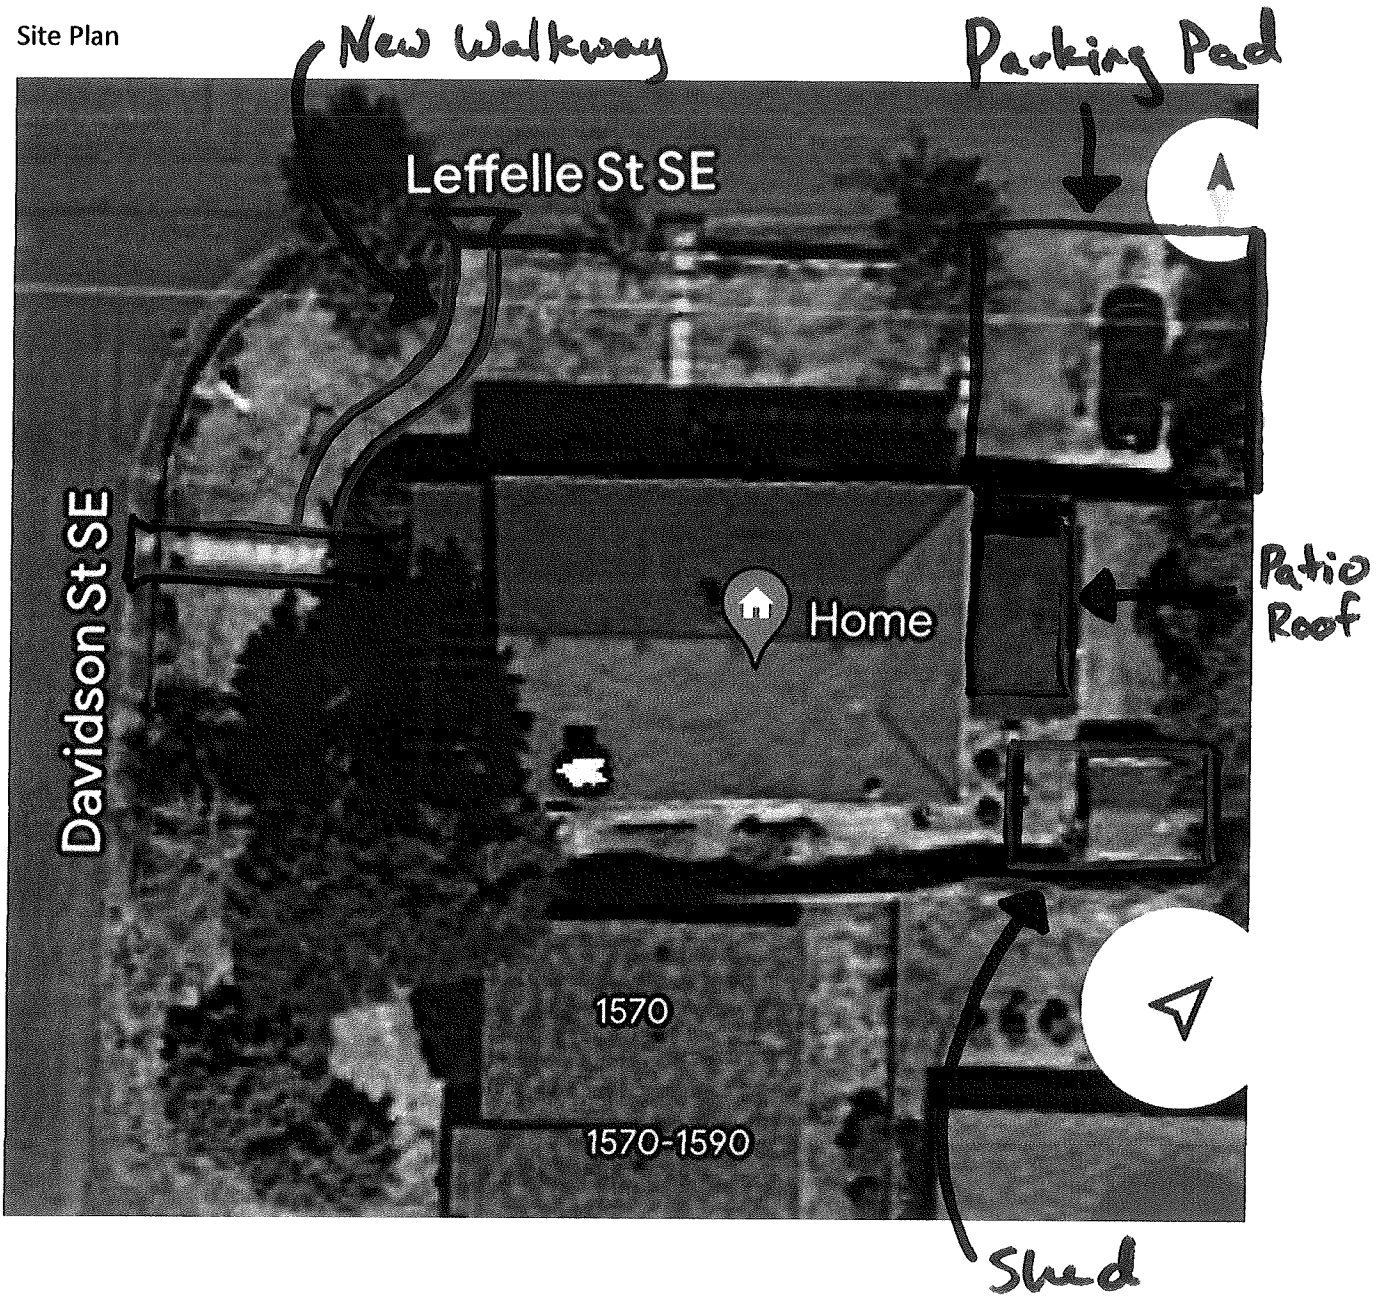 Site Plan
New Walkway
Parking Pad
Leffelle St SE
Davidson St SE
Home
Patio
Roof
1570
1570-1590
Shed